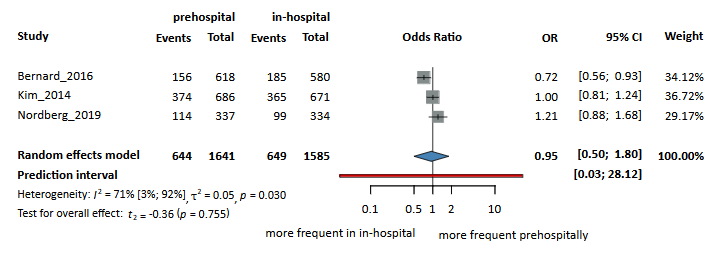 prehospital in-hospital
Study Events Total Events Total Odds Ratio OR 95% CI Weight
Bernard_2016 156 618 185 580 0.72 [0.56; 0.93] 34.12%
Kim_2014 374 686 365 671 1.00 [0.81; 1.24] 36.72%
Nordberg_2019 114 337 99 334 1.21 [0.88; 1.68] 29.17%
Random effects model 644 1641 649 1585 0.95 [0.50; 1.80] 100.00%
Prediction interval [0.03; 28.12]
Heterogeneity: I² = 71% [3%; 92%], τ² = 0.05, p = 0.030
Test for overall effect: t₂ = -0.36 (p = 0.755)
0.1 0.5 1 2 10
more frequent in in-hospital more frequent prehospitally